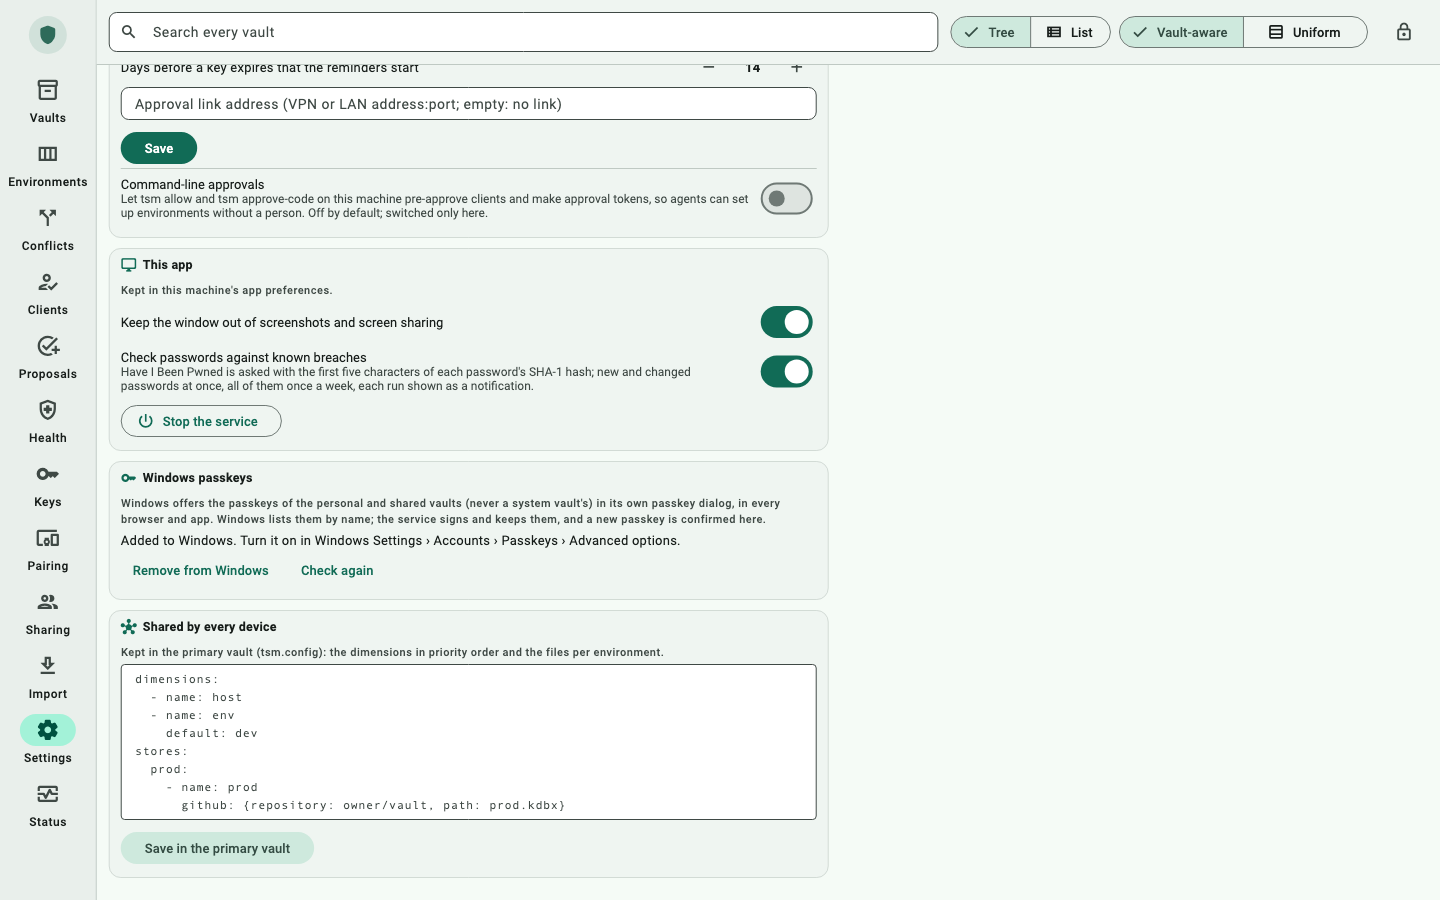 Search every vault
Tree
List
Vault-aware
Uniform
Vaults
Environments
Conflicts
Clients
Proposals
Health
Keys
Pairing
Sharing
Import
Settings
Status
Days before a key expires that the reminders start
14
Approval link address (VPN or LAN address:port; empty: no link)
Save
Command-line approvals
Let tsm allow and tsm approve-code on this machine pre-approve clients and make approval tokens, so agents can set
up environments without a person. Off by default; switched only here.
This app
Kept in this machine's app preferences.
Keep the window out of screenshots and screen sharing
Check passwords against known breaches
Have I Been Pwned is asked with the first five characters of each password's SHA-1 hash; new and changed
passwords at once, all of them once a week, each run shown as a notification.
Stop the service
Windows passkeys
Windows offers the passkeys of the personal and shared vaults (never a system vault's) in its own passkey dialog, in every
browser and app. Windows lists them by name; the service signs and keeps them, and a new passkey is confirmed here.
Added to Windows. Turn it on in Windows Settings › Accounts › Passkeys › Advanced options.
Remove from Windows
Check again
Shared by every device
Kept in the primary vault (tsm.config): the dimensions in priority order and the files per environment.
dimensions:
  - name: host
  - name: env
    default: dev
stores:
  prod:
    - name: prod
      github: {repository: owner/vault, path: prod.kdbx}
Save in the primary vault